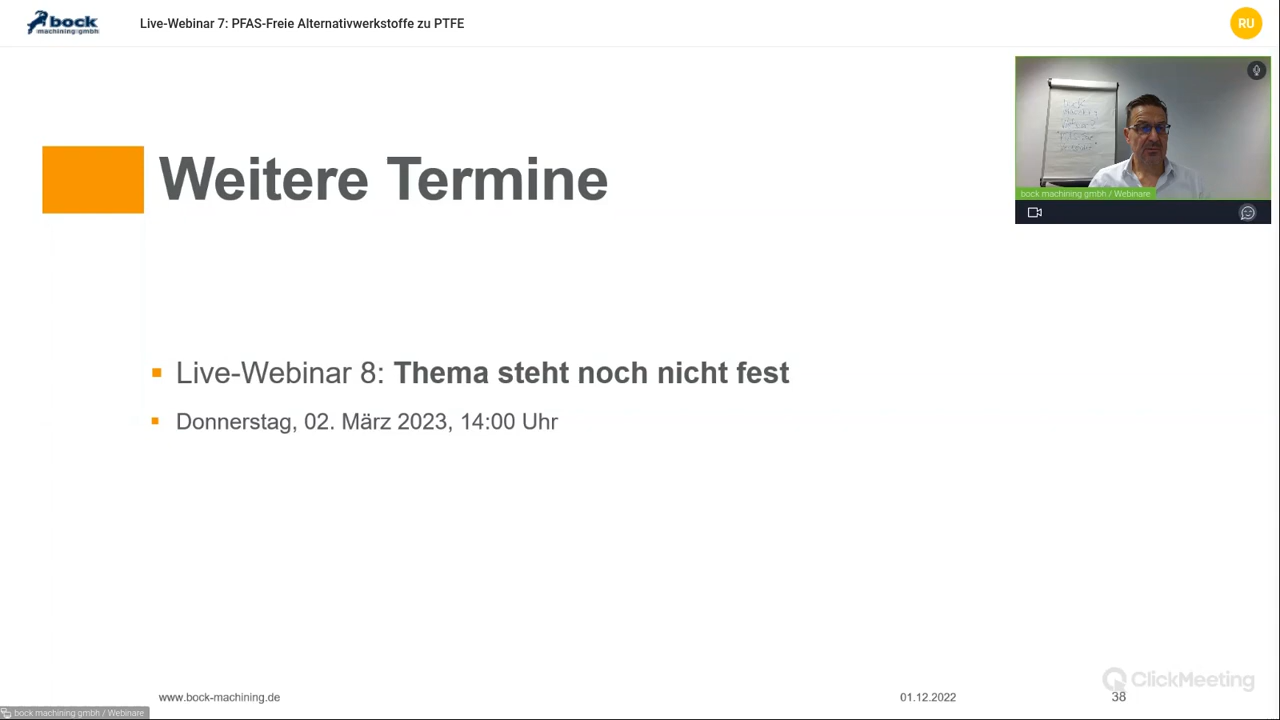 bock
machining gmbh
Live-Webinar 7: PFAS-Freie Alternativwerkstoffe zu PTFE
RU
bock machining gmbh / Webinare
Weitere Termine
Live-Webinar 8: Thema steht noch nicht fest
Donnerstag, 02. März 2023, 14:00 Uhr
ClickMeeting
www.bock-machining.de
01.12.2022
38
bock machining gmbh / Webinare